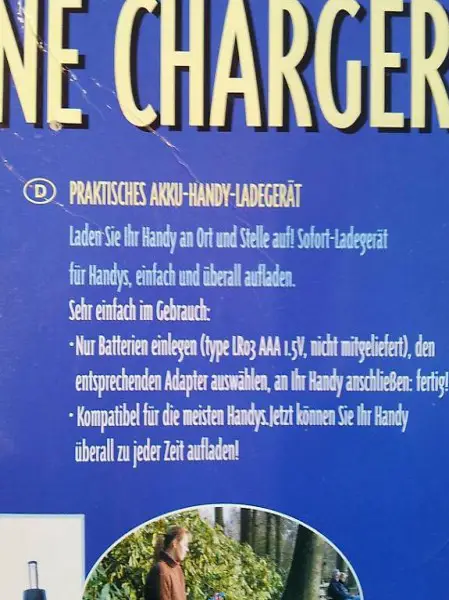 NE CHARGER
D PRAKTISCHES AKKU-HANDY-LADEGERÄT
Laden Sie Ihr Handy an Ort und Stelle auf! Sofort-Ladegerät
für Handys, einfach und überall aufladen.
Sehr einfach im Gebrauch:
·Nur Batterien einlegen (type LR03 AAA 1.5V, nicht mitgeliefert), den
entsprechenden Adapter auswählen, an Ihr Handy anschließen: fertig!
· Kompatibel für die meisten Handys.Jetzt können Sie Ihr Handy
überall zu jeder Zeit aufladen!